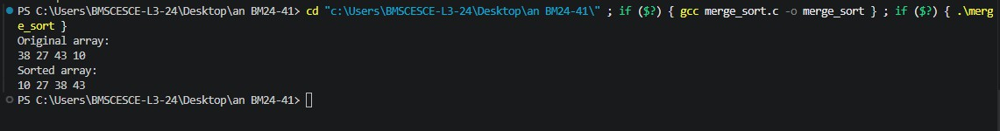 PS C:\Users\BMSCESCE-L3-24\Desktop\an BM24-41> cd "c:\Users\BMSCESCE-L3-24\Desktop\an BM24-41\" ; if ($?) { gcc merge_sort.c -o merge_sort } ; if ($?) { .\merg
e_sort }
Original array:
38 27 43 10
Sorted array:
10 27 38 43
PS C:\Users\BMSCESCE-L3-24\Desktop\an BM24-41>